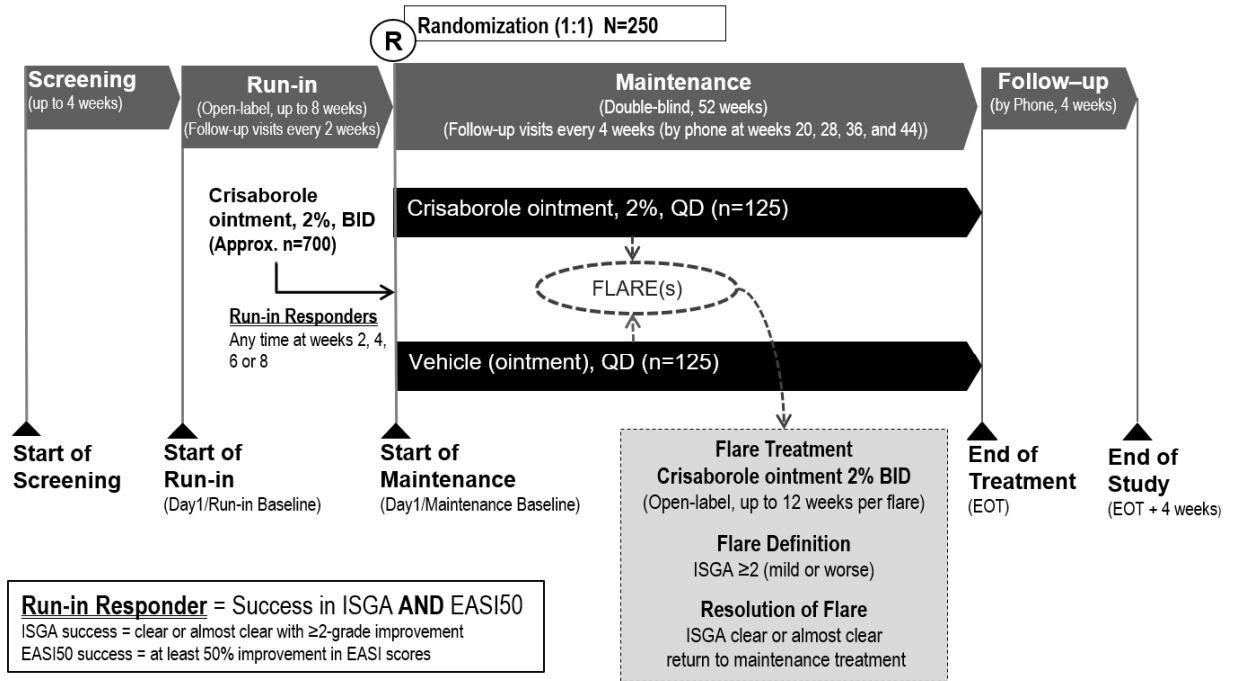 R
Randomization (1:1)  N=250
Screening
(up to 4 weeks)
Run-in
(Open-label, up to 8 weeks)
(Follow-up visits every 2 weeks)
Maintenance
(Double-blind, 52 weeks)
(Follow-up visits every 4 weeks (by phone at weeks 20, 28, 36, and 44))
Follow–up
(by Phone, 4 weeks)
Crisaborole
ointment, 2%, BID
(Approx. n=700)
Run-in Responders
Any time at weeks 2, 4,
6 or 8
Crisaborole ointment, 2%, QD (n=125)
FLARE(s)
Vehicle (ointment), QD (n=125)
Start of
Screening
Start of
Run-in
(Day1/Run-in Baseline)
Start of
Maintenance
(Day1/Maintenance Baseline)
Flare Treatment
Crisaborole ointment 2% BID
(Open-label, up to 12 weeks per flare)
Flare Definition
ISGA ≥2 (mild or worse)
Resolution of Flare
ISGA clear or almost clear
return to maintenance treatment
End of
Treatment
(EOT)
End of
Study
(EOT + 4 weeks)
Run-in Responder = Success in ISGA AND EASI50
ISGA success = clear or almost clear with ≥2-grade improvement
EASI50 success = at least 50% improvement in EASI scores